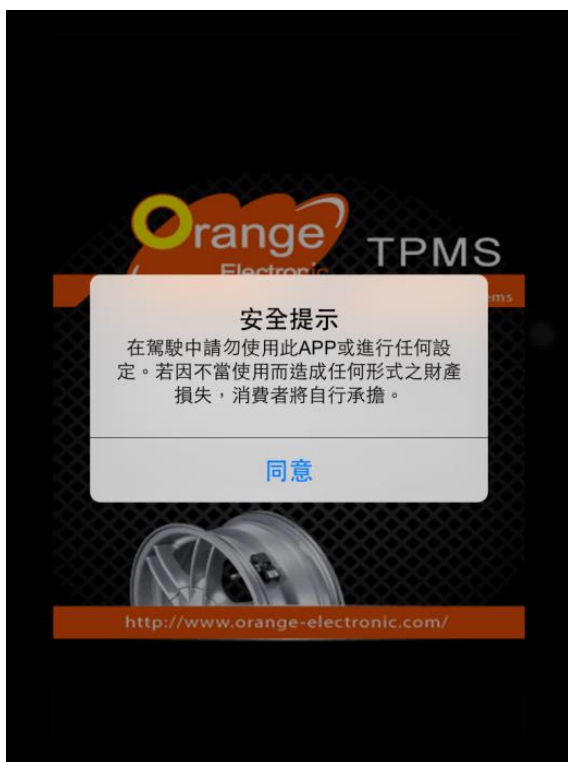 Orange
TPMS
Electronic
ems
安全提示
在駕駛中請勿使用此APP或進行任何設
定。若因不當使用而造成任何形式之財產
損失，消費者將自行承擔。
同意
http://www.orange-electronic.com/